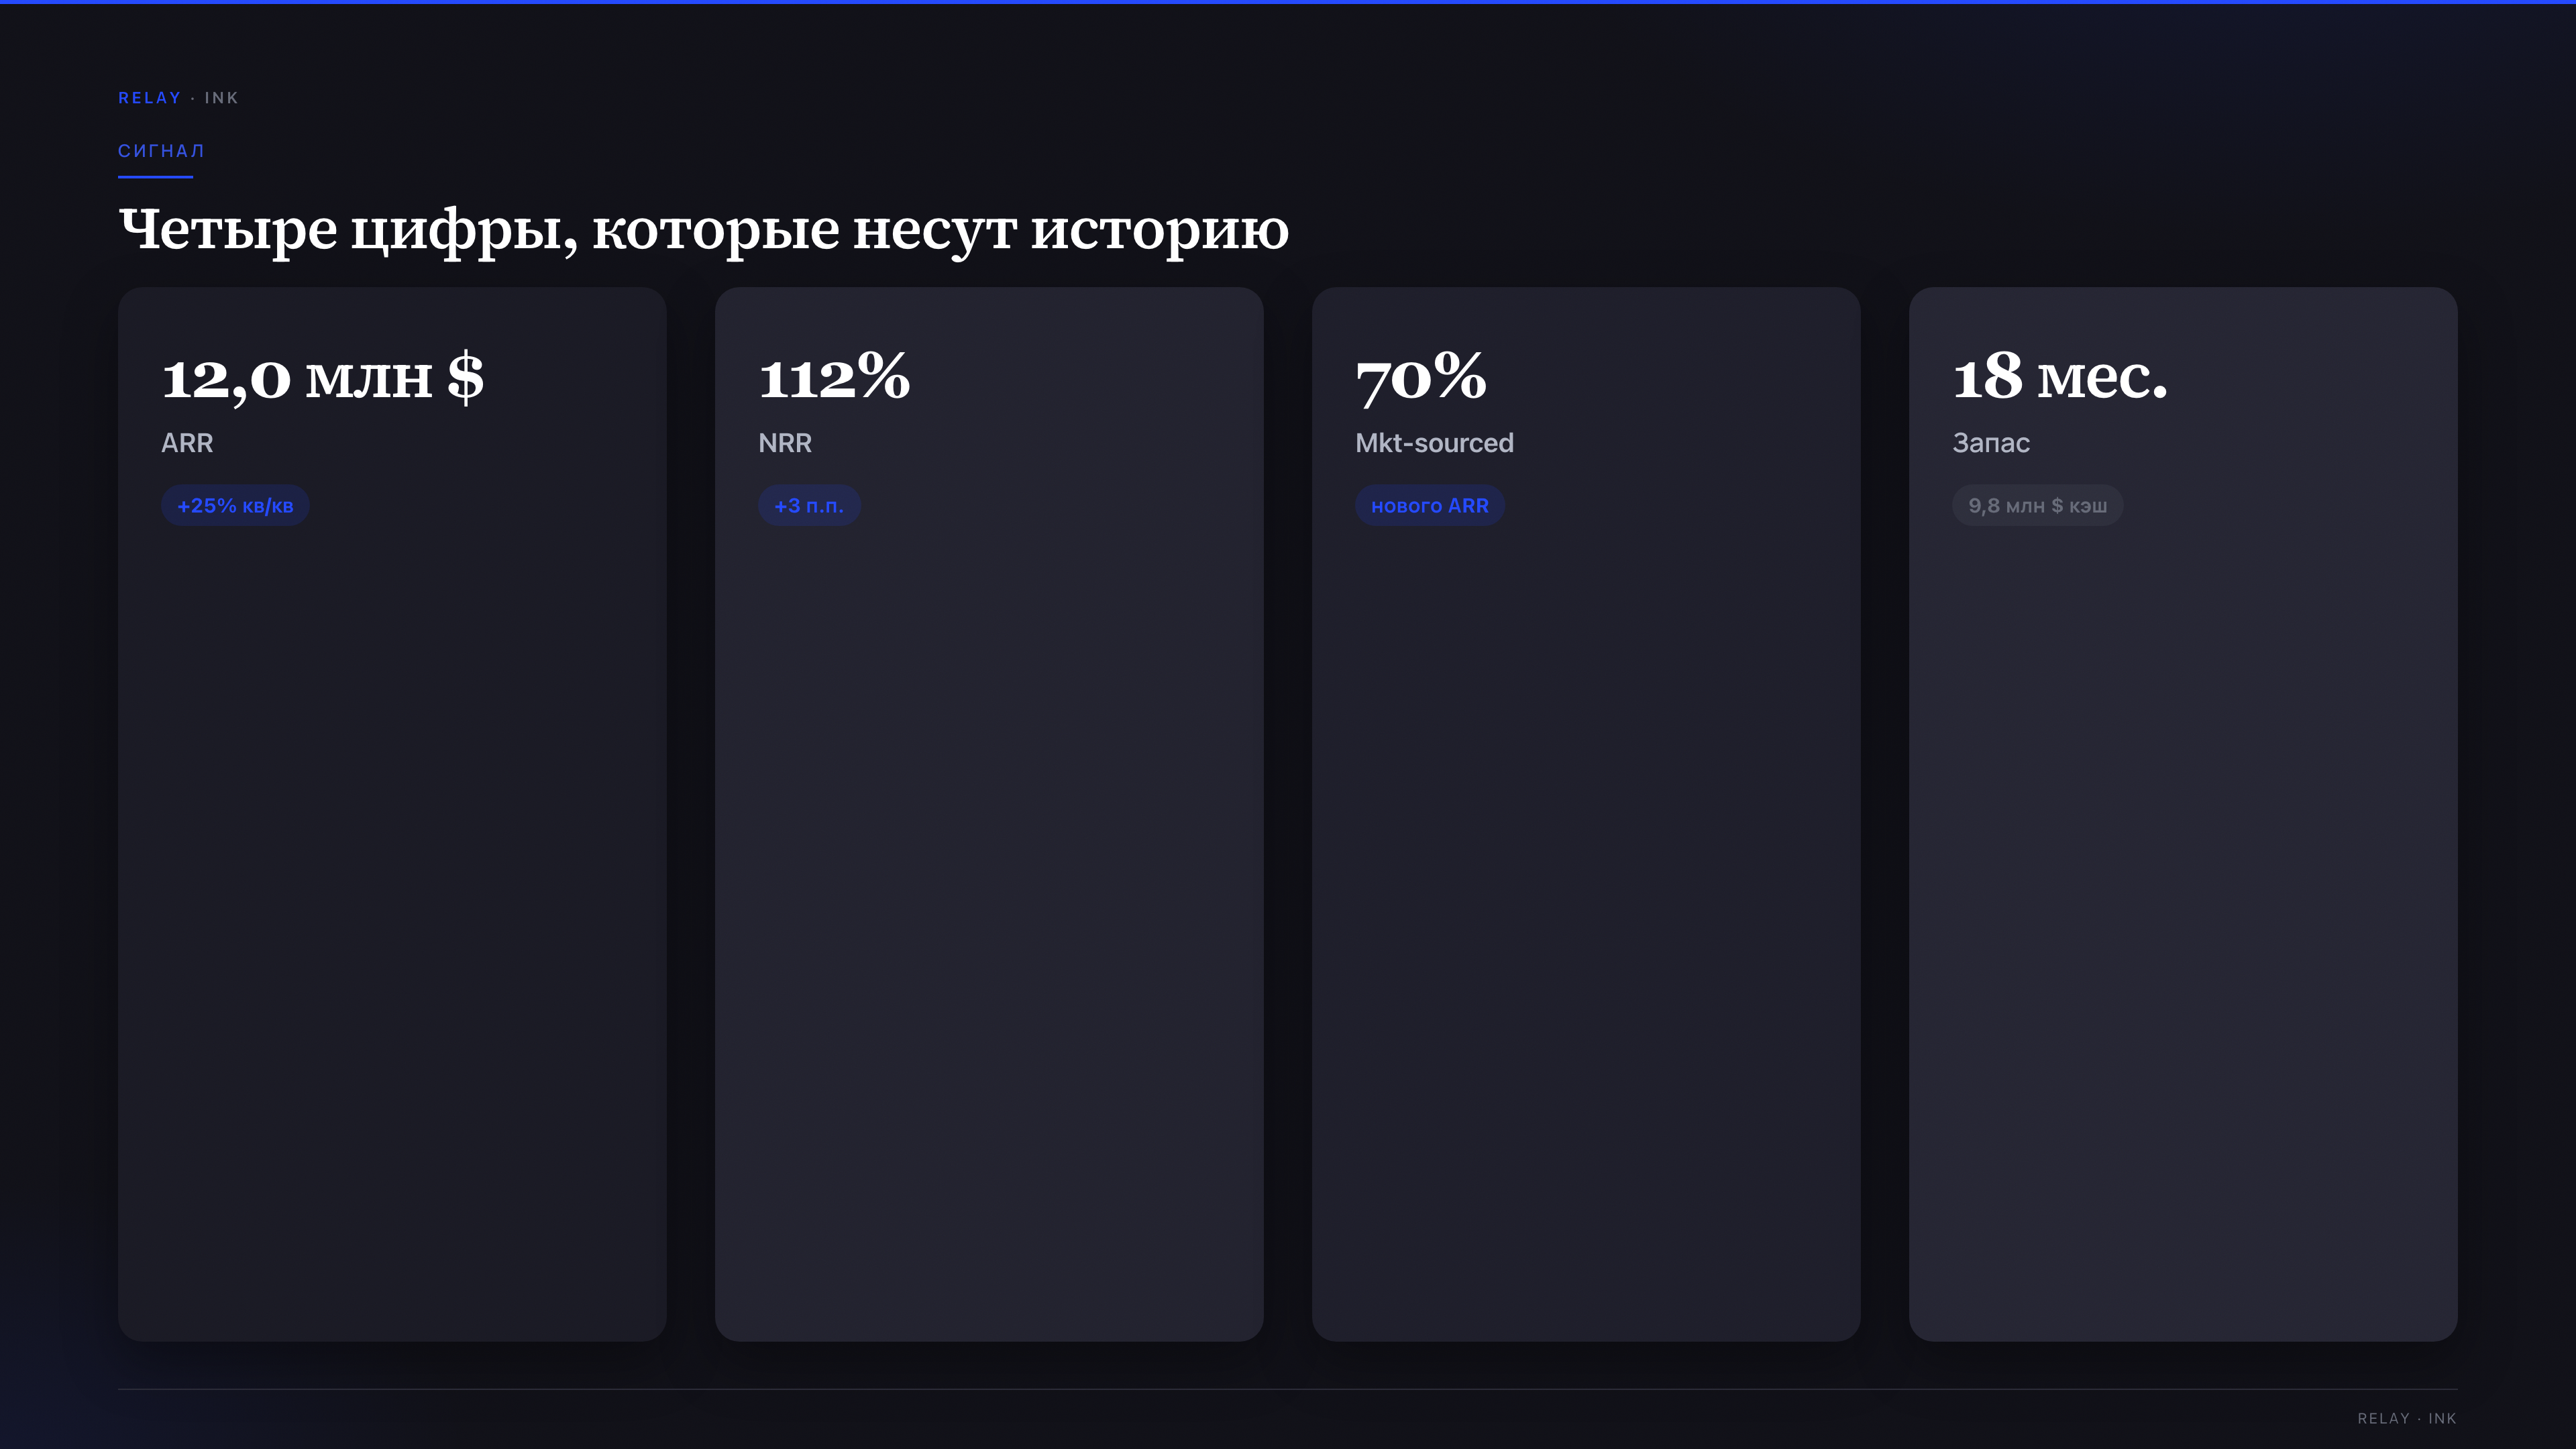 RELAY · INK
СИГНАЛ
Четыре цифры, которые несут историю
12,0 млн $
ARR
+25% кв/кв
112%
NRR
+3 п.п.
70%
Mkt-sourced
нового ARR
18 мес.
Запас
9,8 млн $ кэш
RELAY · INK